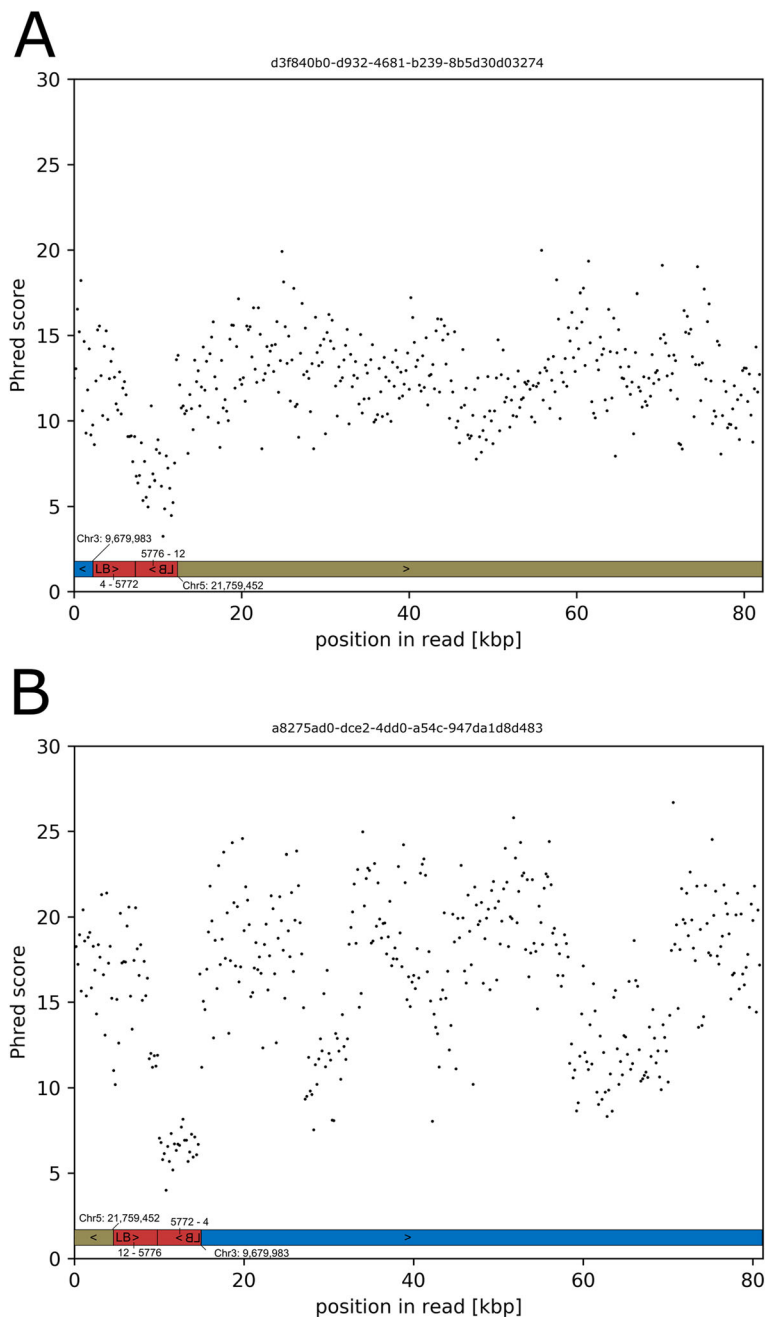 A
d3f840b0-d932-4681-b239-8b5d30d03274
30
25
20
15
10
5
0
Phred score
Chr3: 9,679,983
5776 - 12
< LB> < LB >
4 - 5772
Chr5: 21,759,452
0 20 40 60 80
position in read [kbp]
B
a8275ad0-dce2-4dd0-a54c-947da1d8d483
30
25
20
15
10
5
0
Phred score
Chr5: 21,759,452
5772 - 4
< LB> > LB >
12 - 5776
Chr3: 9,679,983
0 20 40 60 80
position in read [kbp]